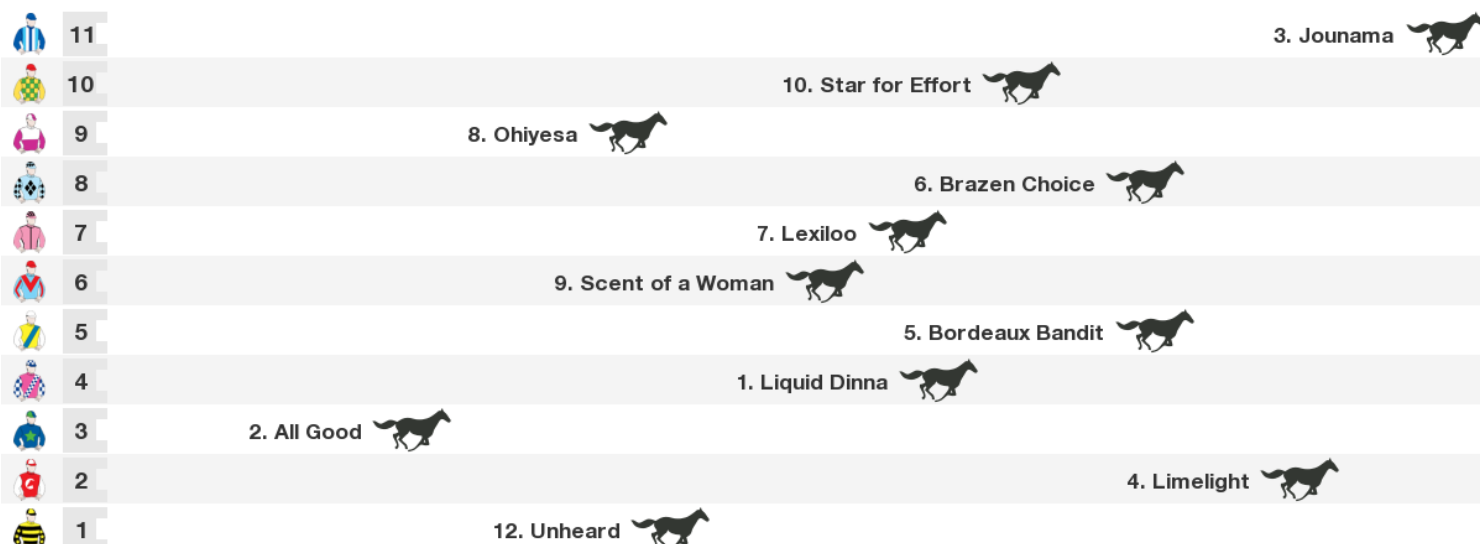 11 3. Jounama
10 10. Star for Effort
9 8. Ohiyesa
8 6. Brazen Choice
7 7. Lexiloo
6 9. Scent of a Woman
5 5. Bordeaux Bandit
4 1. Liquid Dinna
3 2. All Good
2 4. Limelight
1 12. Unheard